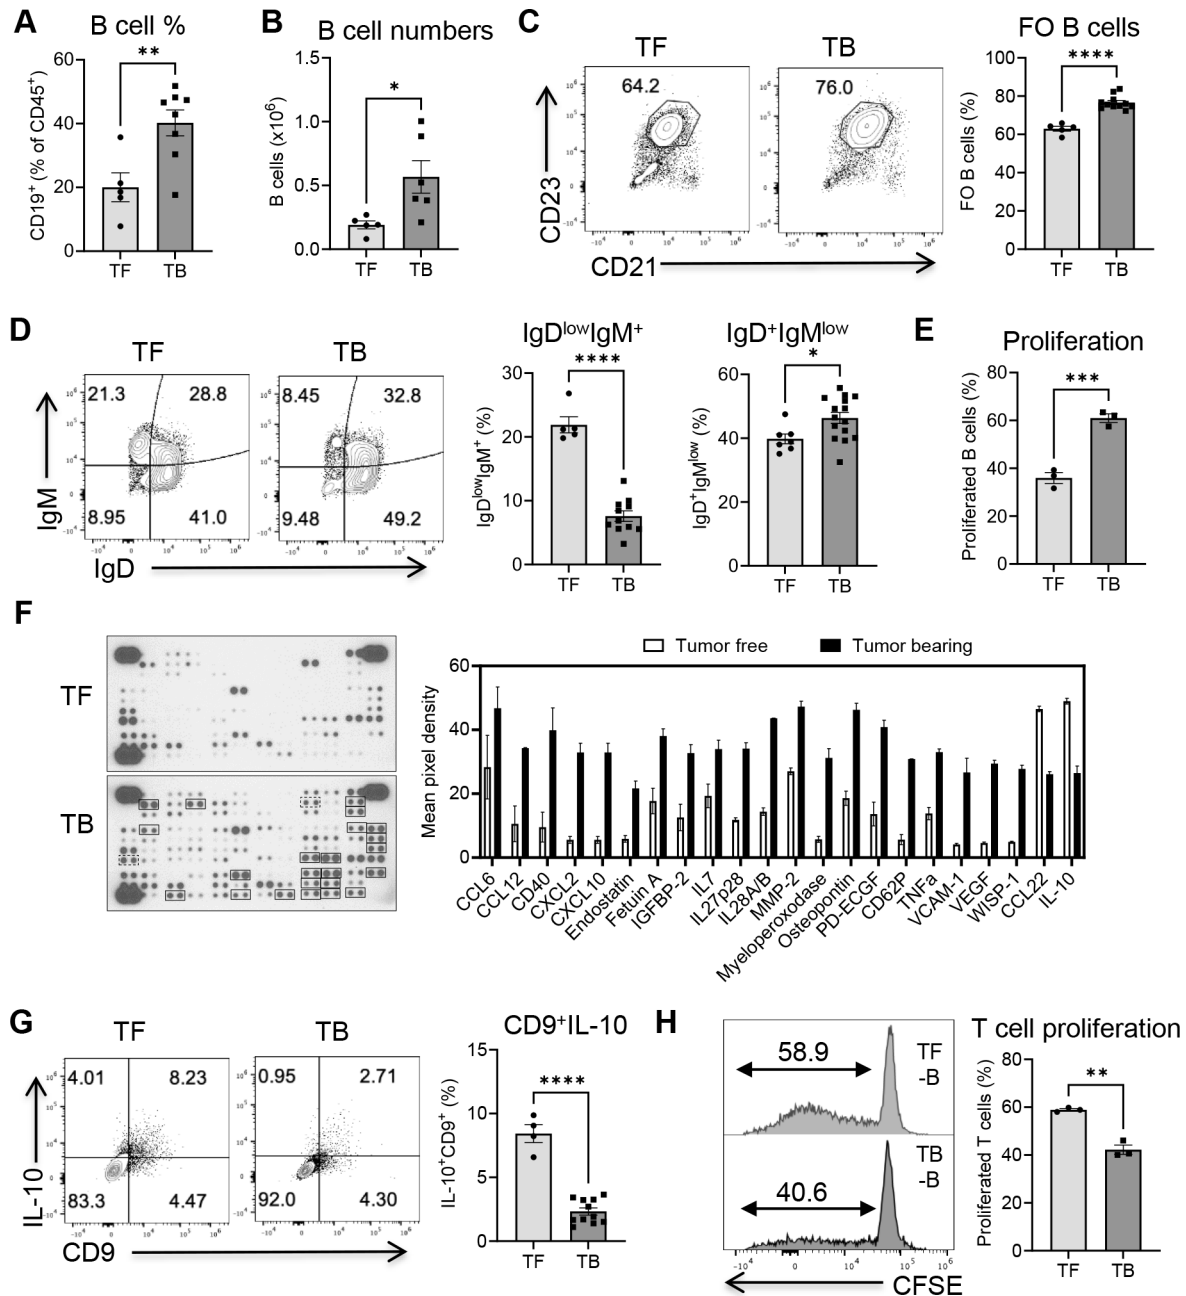 A
B cell %
CD19⁺ (% of CD45⁺)
60
40
20
0
**
TF
TB
B
B cell numbers
B cells (x10⁶)
1.5
1.0
0.5
0.0
*
TF
TB
C
TF
TB
64.2
76.0
CD23
CD21
FO B cells
FO B cells (%)
100
80
60
40
20
0
****
TF
TB
D
TF
TB
21.3
28.8
8.95
41.0
8.45
32.8
9.48
49.2
IgM
IgD
IgDˡᵒʷIgM⁺
IgDˡᵒʷIgM⁺ (%)
30
20
10
0
****
TF
TB
IgD⁺IgMˡᵒʷ
IgD⁺IgMˡᵒʷ (%)
60
40
20
0
*
TF
TB
E
Proliferation
Proliferated B cells (%)
80
60
40
20
0
***
TF
TB
F
TF
TB
Tumor free
Tumor bearing
Mean pixel density
60
40
20
0
CCL6
CCL12
CD40
CXCL2
CXCL10
Endostatin
Fetuin A
IGFBP-2
IL7
IL27p28
IL28A/B
MMP-2
Myeloperoxodase
Osteopontin
PD-ECGF
CD62P
TNFa
VCAM-1
VEGF
WISP-1
CCL22
IL-10
G
TF
TB
4.01
8.23
83.3
4.47
0.95
2.71
92.0
4.30
IL-10
CD9
CD9⁺IL-10
IL-10⁺CD9⁺ (%)
15
10
5
0
****
TF
TB
H
58.9
TF
-B
40.6
TB
-B
-10⁴
0
10⁴
10⁵
10⁶
CFSE
T cell proliferation
Proliferated T cells (%)
80
60
40
20
0
**
TF
TB